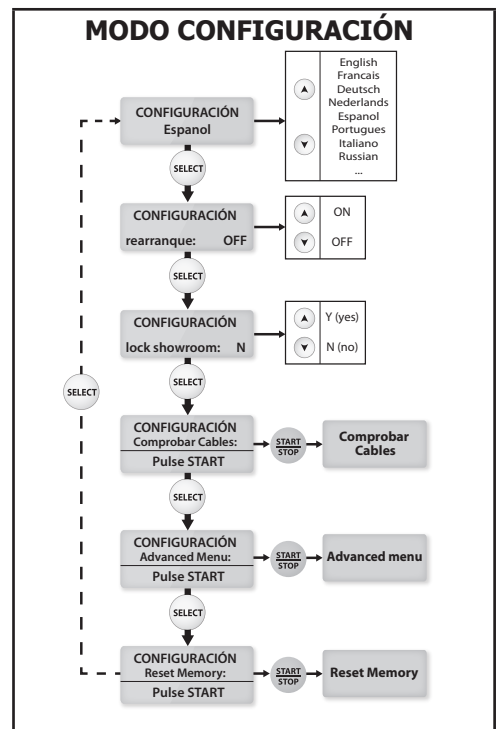 MODO CONFIGURACIÓN
CONFIGURACIÓN
Espanol
English
Francais
Deutsch
Nederlands
Espanol
Portugues
Italiano
Russian
...
SELECT
CONFIGURACIÓN
rearranque: OFF
ON
OFF
SELECT
CONFIGURACIÓN
lock showroom: N
Y (yes)
N (no)
SELECT
SELECT
CONFIGURACIÓN
Comprobar Cables:
Pulse START
START
STOP
Comprobar
Cables
SELECT
CONFIGURACIÓN
Advanced Menu:
Pulse START
START
STOP
Advanced menu
SELECT
CONFIGURACIÓN
Reset Memory:
Pulse START
START
STOP
Reset Memory